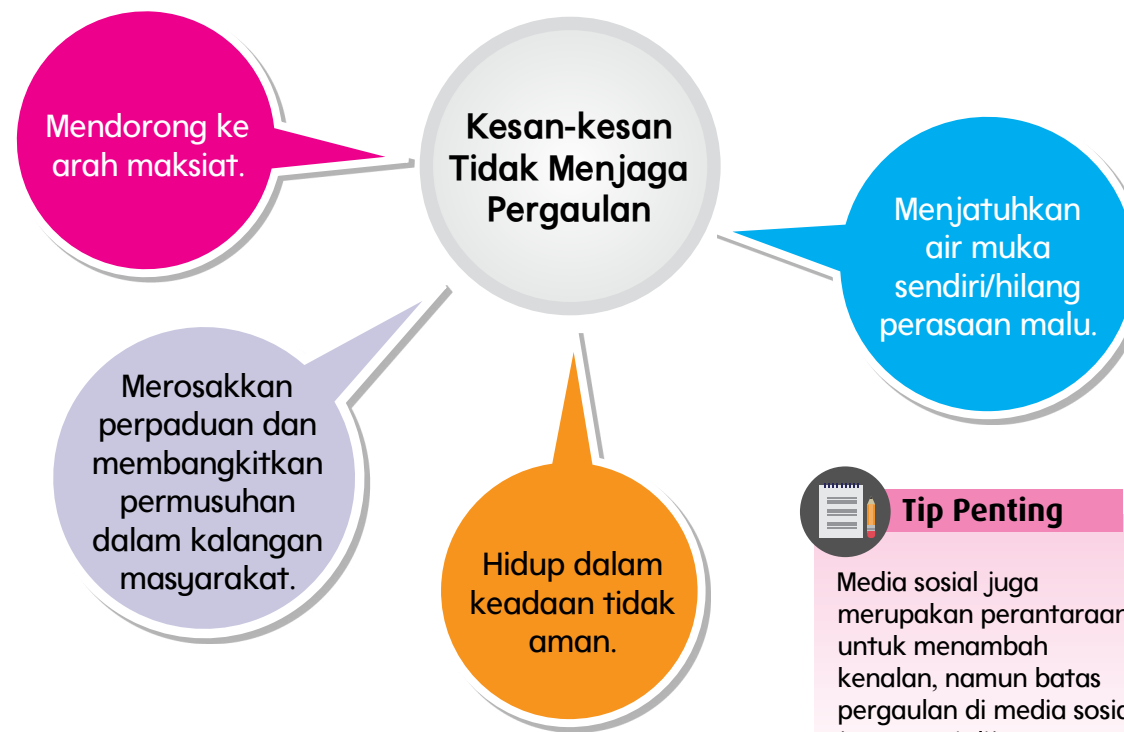 Kesan-kesan
Tidak Menjaga
Pergaulan
Mendorong ke
arah maksiat.
Merosakkan
perpaduan dan
membangkitkan
permusuhan
dalam kalangan
masyarakat.
Hidup dalam
keadaan tidak
aman.
Menjatuhkan
air muka
sendiri/hilang
perasaan malu.
Tip Penting
Media sosial juga
merupakan perantaraan
untuk menambah
kenalan, namun batas
pergaulan di media